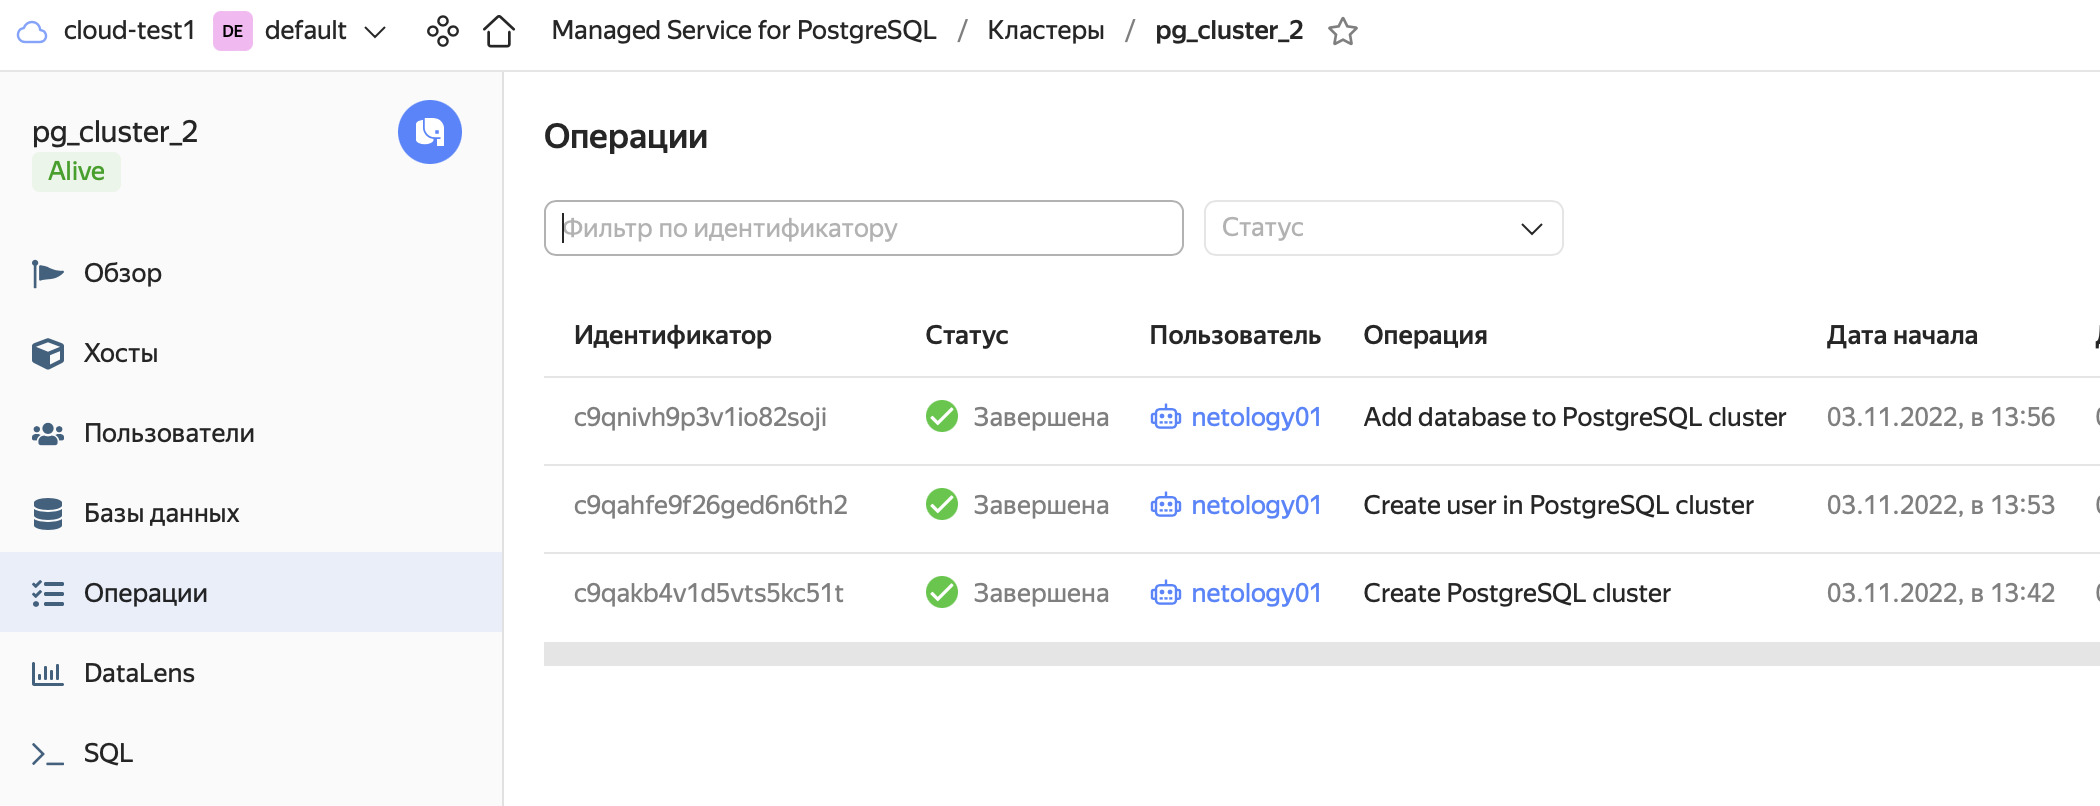 cloud-test1 DE default Managed Service for PostgreSQL / Кластеры / pg_cluster_2
pg_cluster_2
Alive
Обзор
Хосты
Пользователи
Базы данных
Операции
DataLens
SQL
Операции
Фильтр по идентификатору Статус
Идентификатор Статус Пользователь Операция Дата начала
c9qnivh9p3v1io82soji Завершена netology01 Add database to PostgreSQL cluster 03.11.2022, в 13:56
c9qahfe9f26ged6n6th2 Завершена netology01 Create user in PostgreSQL cluster 03.11.2022, в 13:53
c9qakb4v1d5vts5kc51t Завершена netology01 Create PostgreSQL cluster 03.11.2022, в 13:42